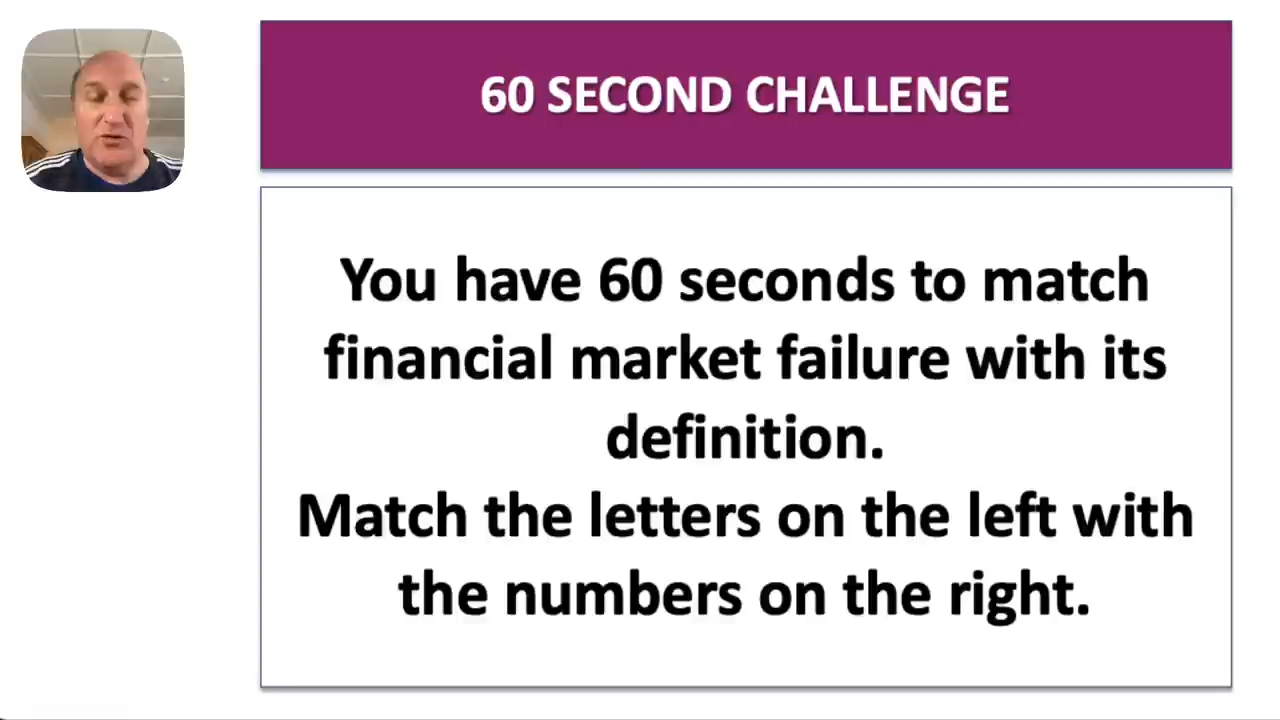 60 SECOND CHALLENGE
You have 60 seconds to match
financial market failure with its
definition.
Match the letters on the left with
the numbers on the right.